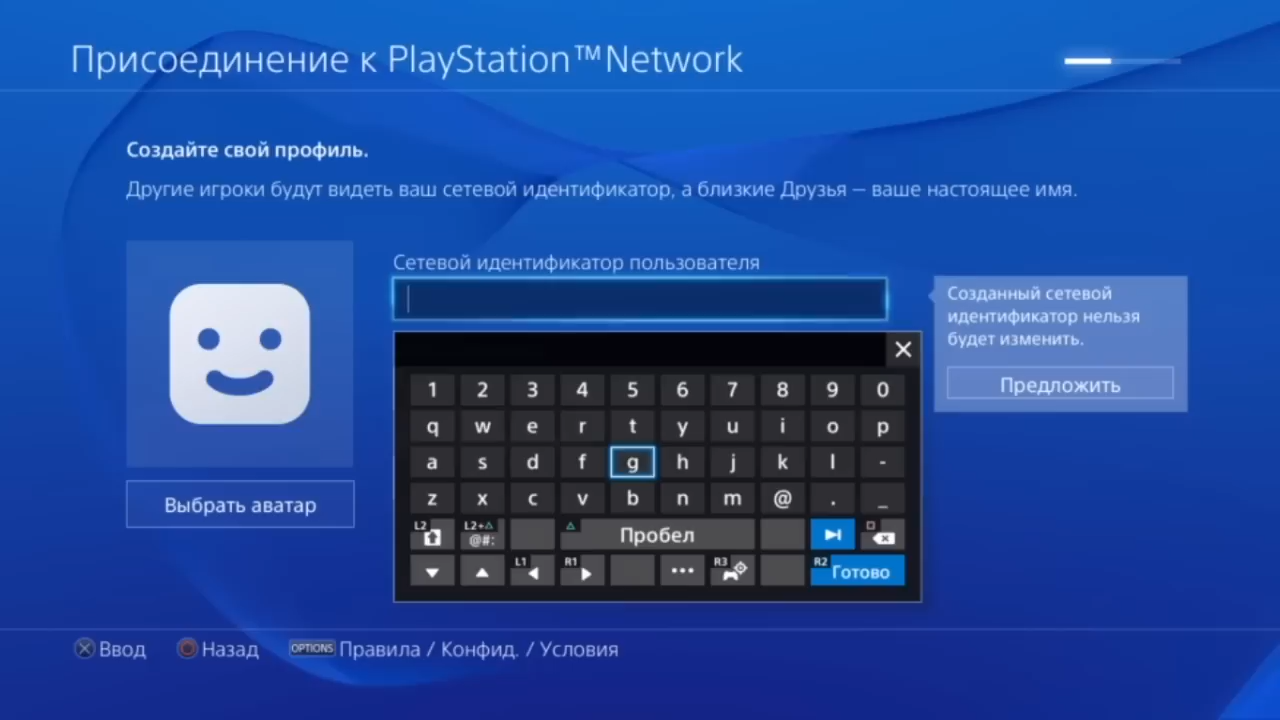 Присоединение к PlayStation™Network
Создайте свой профиль.
Другие игроки будут видеть ваш сетевой идентификатор, а близкие Друзья — ваше настоящее имя.
Сетевой идентификатор пользователя
Созданный сетевой
идентификатор нельзя
будет изменить.
Предложить
Выбрать аватар
1 2 3 4 5 6 7 8 9 0
q w e r t y u i o p
a s d f g h j k l -
z x c v b n m @ . _
L2 L2+△ @#: △ Пробел
L1 R1 ••• R3 R2 Готово
Ввод Назад OPTIONS Правила / Конфид. / Условия